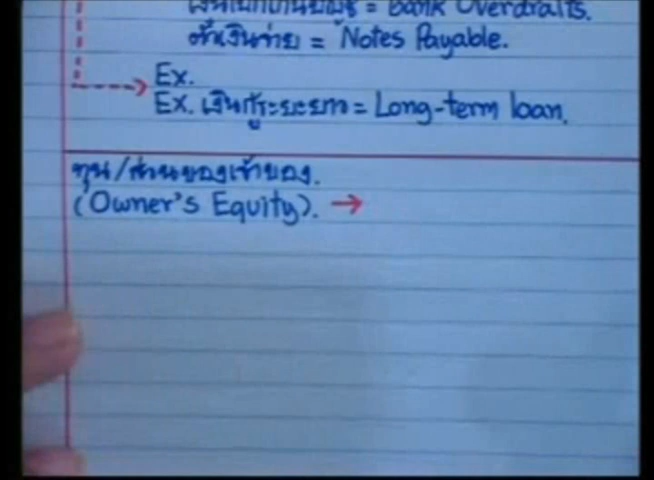 เงินเบิกเกินบัญชี = Bank Overdrafts.
ตั๋วเงินจ่าย = Notes Payable.
Ex.
Ex. เงินกู้ระยะยาว = Long-term loan.
ทุน/ส่วนของเจ้าของ.
(Owner's Equity). →